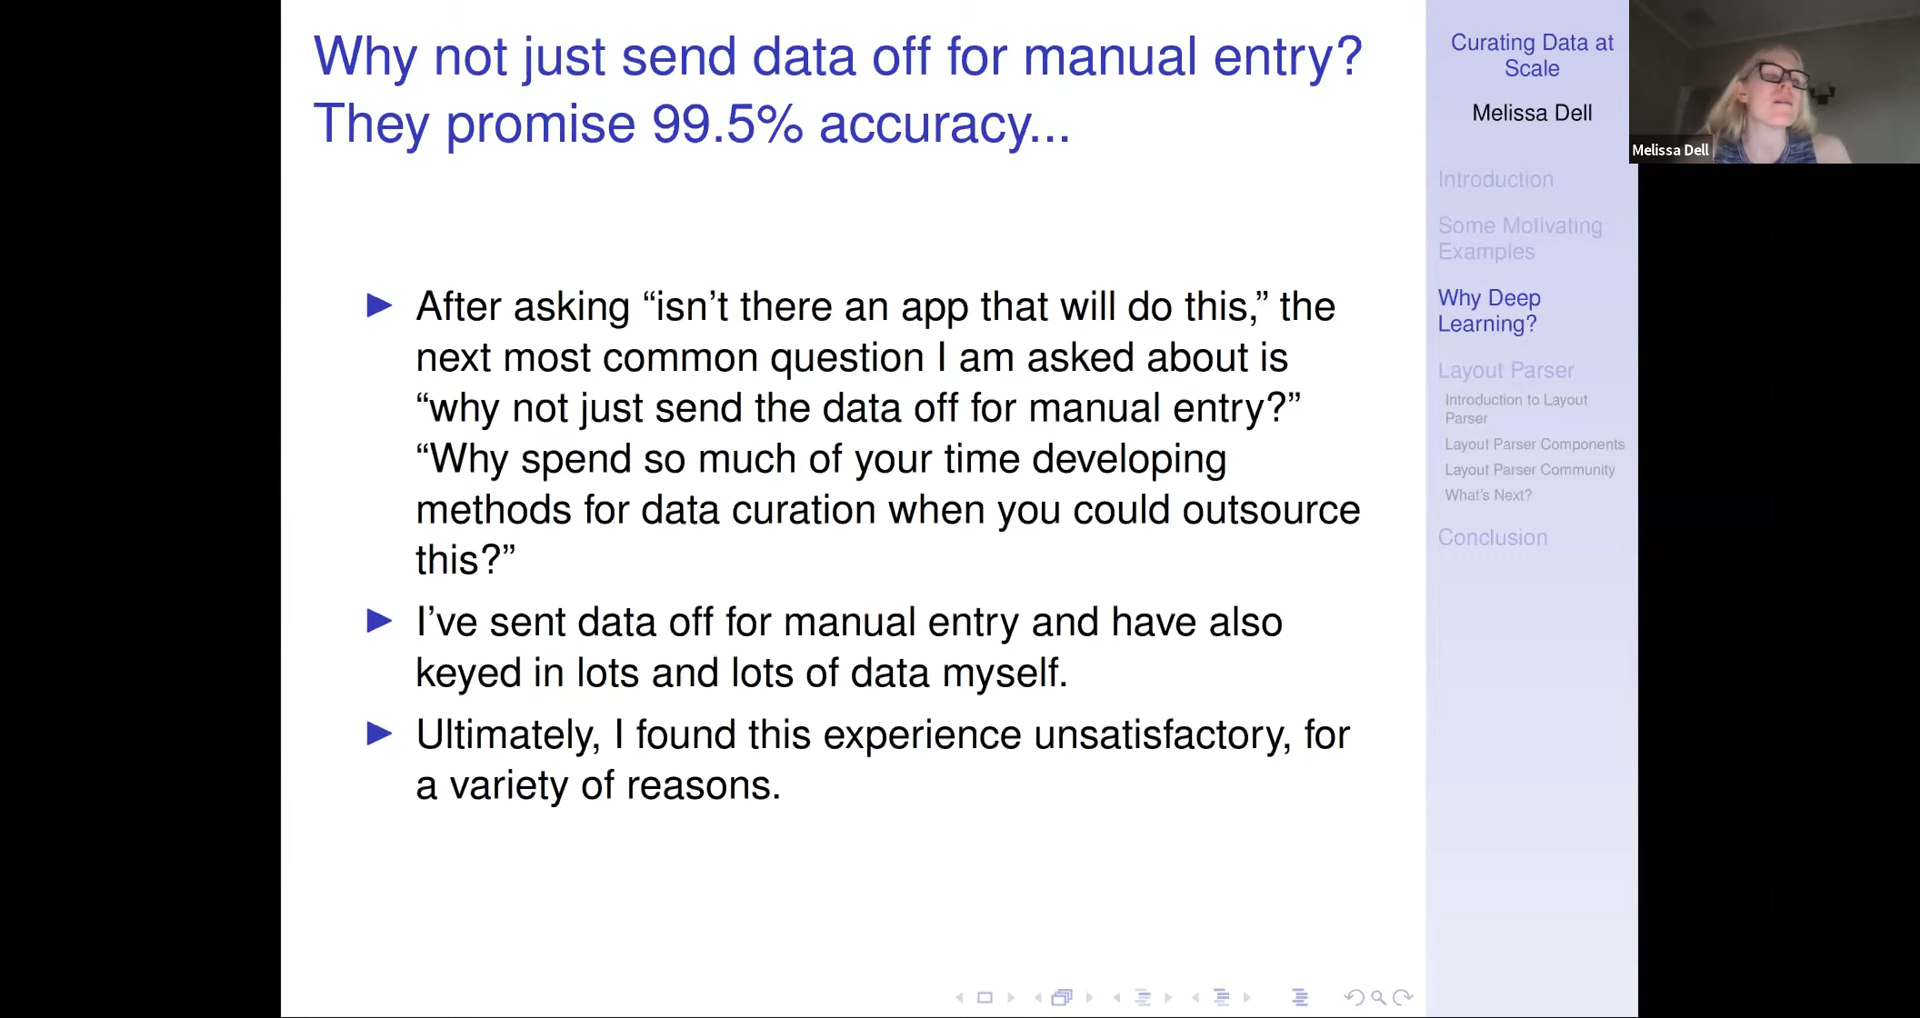 Why not just send data off for manual entry?
They promise 99.5% accuracy...
After asking “isn’t there an app that will do this,” the
next most common question I am asked about is
“why not just send the data off for manual entry?”
“Why spend so much of your time developing
methods for data curation when you could outsource
this?”
I’ve sent data off for manual entry and have also
keyed in lots and lots of data myself.
Ultimately, I found this experience unsatisfactory, for
a variety of reasons.
Curating Data at
Scale
Melissa Dell
Introduction
Some Motivating
Examples
Why Deep
Learning?
Layout Parser
Introduction to Layout
Parser
Layout Parser Components
Layout Parser Community
What’s Next?
Conclusion
Melissa Dell